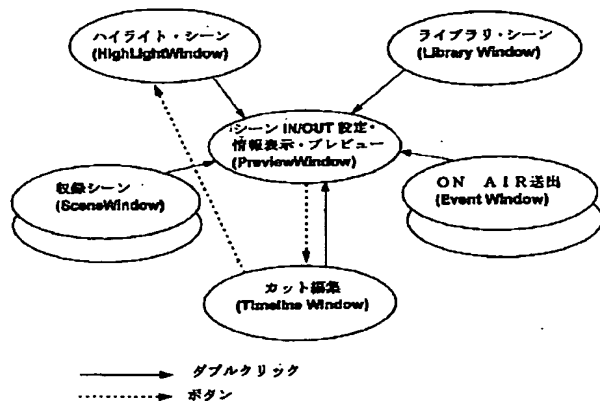 ハイライト・シーン
(HighLightWindow)
ライブラリ・シーン
(Library Window)
シーン IN/OUT 設定・
情報表示・プレビュー
(PreviewWindow)
収録シーン
(SceneWindow)
ON AIR送出
(Event Window)
カット編集
(Timeline Window)
ダブルクリック
ボタン